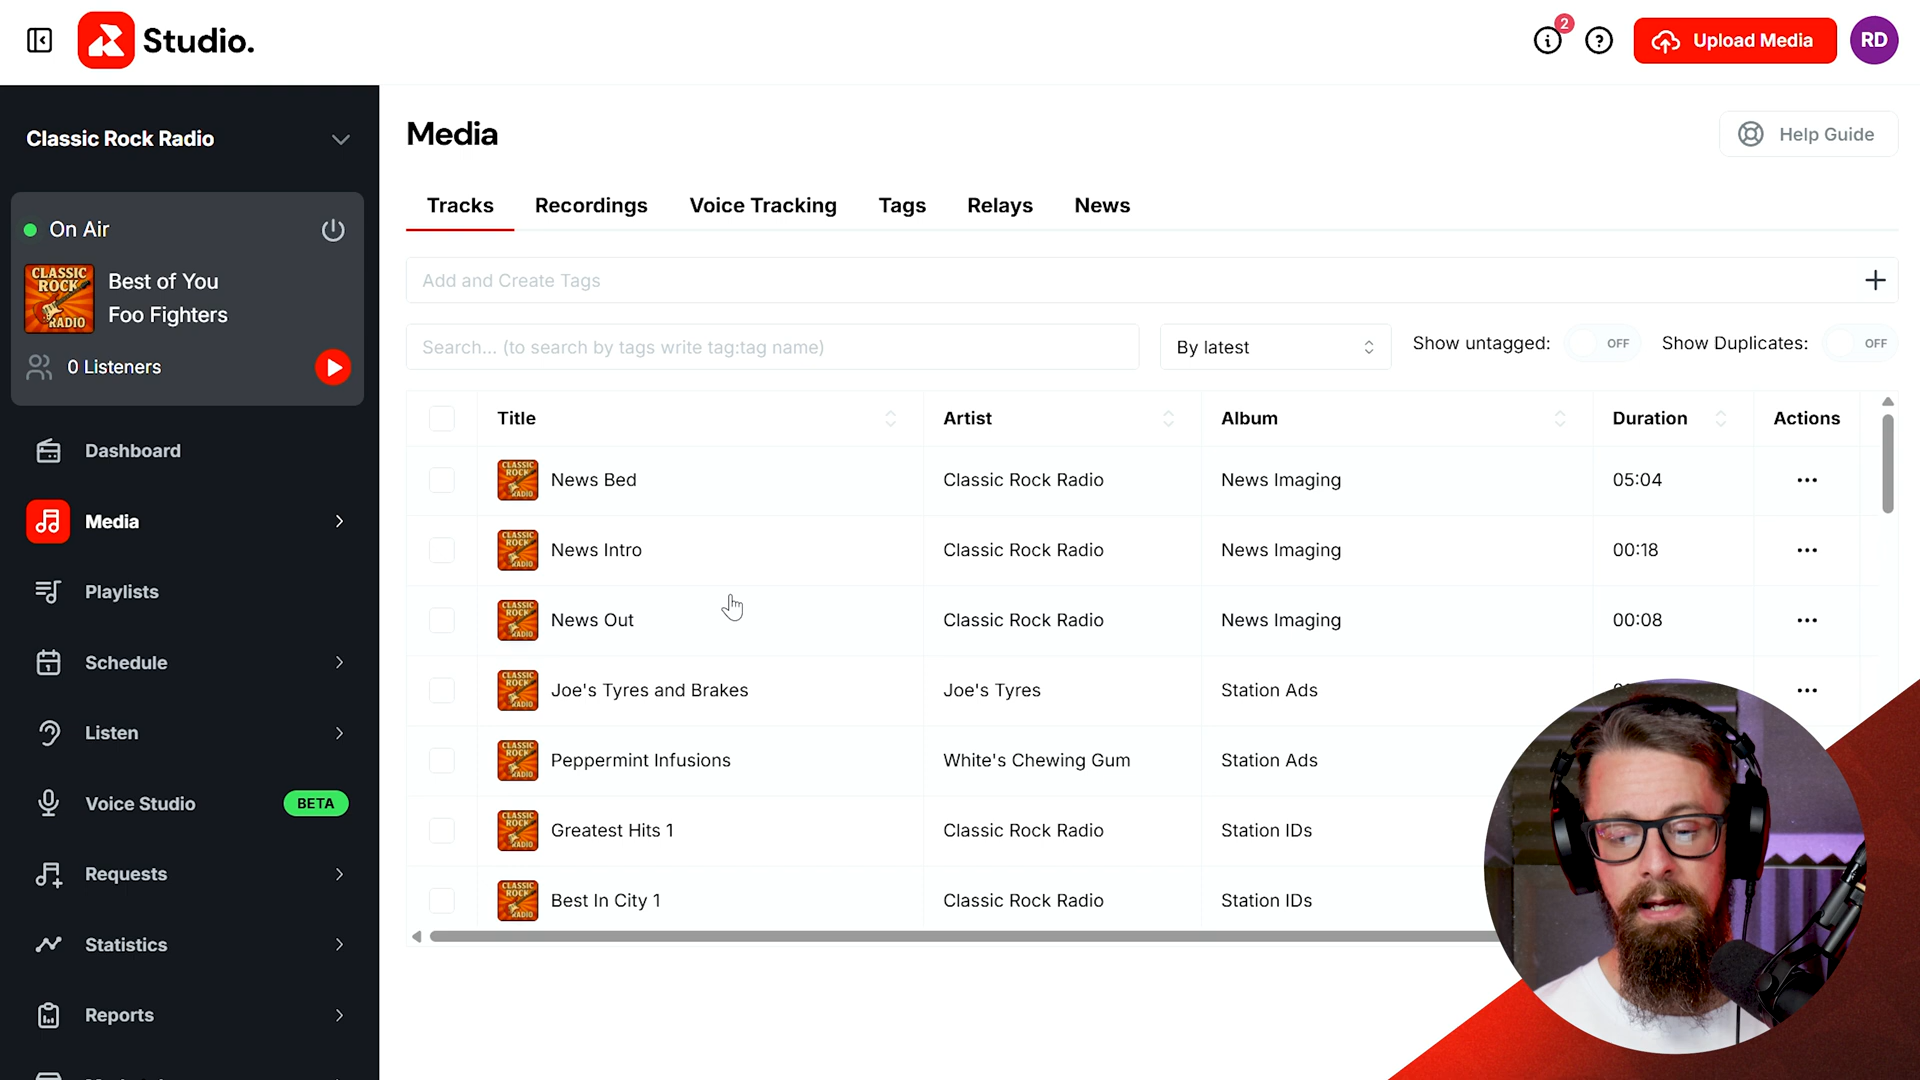 Studio.
2
Upload Media
RD
Classic Rock Radio
On Air
CLASSIC
ROCK
RADIO
Best of You
Foo Fighters
0 Listeners
Dashboard
Media
Playlists
Schedule
Listen
Voice Studio
BETA
Requests
Statistics
Reports
Media
Help Guide
Tracks
Recordings
Voice Tracking
Tags
Relays
News
Add and Create Tags
Search... (to search by tags write tag:tag name)
By latest
Show untagged:
OFF
Show Duplicates:
OFF
Title
Artist
Album
Duration
Actions
News Bed
Classic Rock Radio
News Imaging
05:04
News Intro
Classic Rock Radio
News Imaging
00:18
News Out
Classic Rock Radio
News Imaging
00:08
Joe's Tyres and Brakes
Joe's Tyres
Station Ads
Peppermint Infusions
White's Chewing Gum
Station Ads
Greatest Hits 1
Classic Rock Radio
Station IDs
Best In City 1
Classic Rock Radio
Station IDs